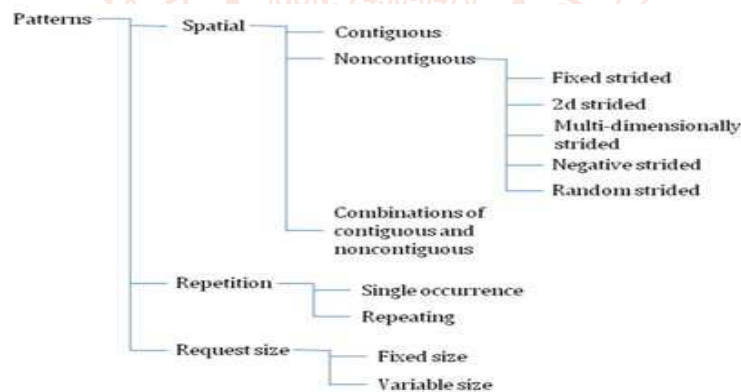 Patterns
Spatial
Contiguous
Noncontiguous
Fixed strided
2d strided
Multi-dimensionally
strided
Negative strided
Random strided
Combinations of
contiguous and
noncontiguous
Repetition
Single occurrence
Repeating
Request size
Fixed size
Variable size